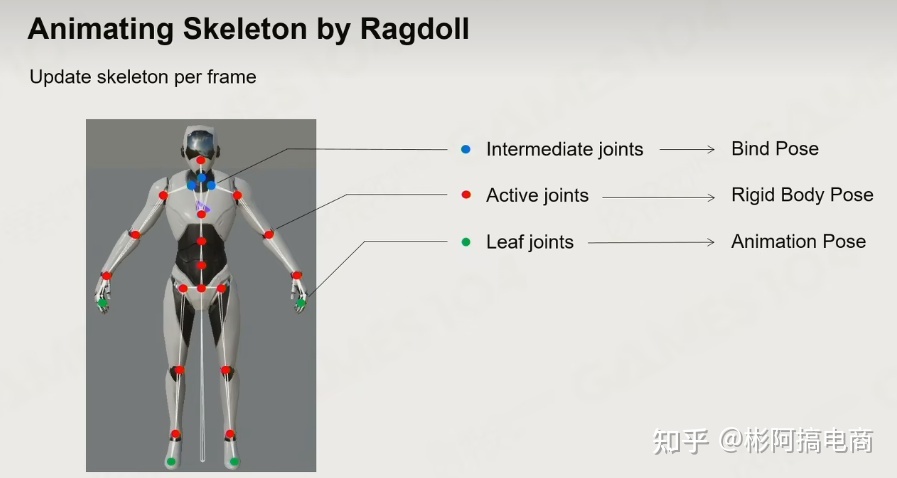 Animating Skeleton by Ragdoll
Update skeleton per frame
Intermediate joints
Bind Pose
Active joints
Rigid Body Pose
Leaf joints
Animation Pose
知乎 @彬阿搞电商